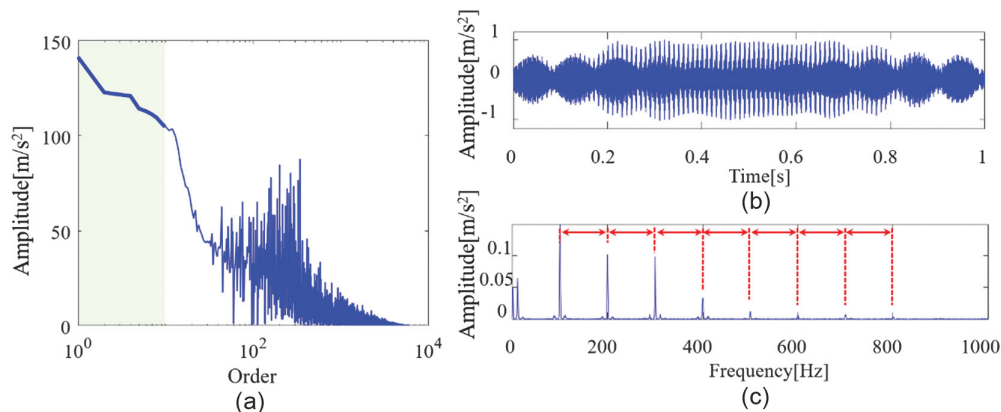 150
100
50
0
10⁰
10²
10⁴
Amplitude[m/s²]
Order
(a)
1
0
-1
0
0.2
0.4
0.6
0.8
1
Amplitude[m/s²]
Time[s]
(b)
0.1
0.05
0
0
200
400
600
800
1000
Amplitude[m/s²]
Frequency[Hz]
(c)